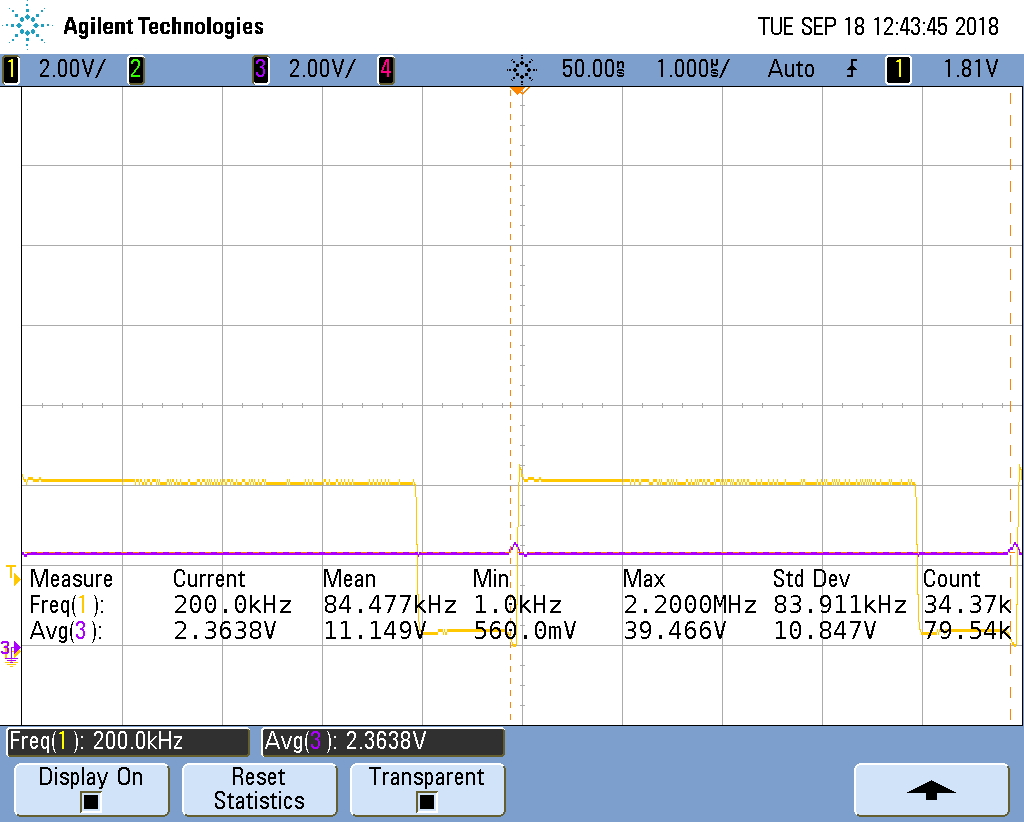 Agilent Technologies TUE SEP 18 12:43:45 2018
1 2.00V/ 2 3 2.00V/ 4 50.00 1.000 / Auto 1 1.81V
T
Measure Current Mean Min Max Std Dev Count
Freq(1): 200.0kHz 84.477kHz 1.0kHz 2.2000MHz 83.911kHz 34.37k
Avg(3): 2.3638V 11.149V 560.0mV 39.466V 10.847V 79.54k
3
Freq(1): 200.0kHz Avg(3): 2.3638V
Display On Reset Statistics Transparent